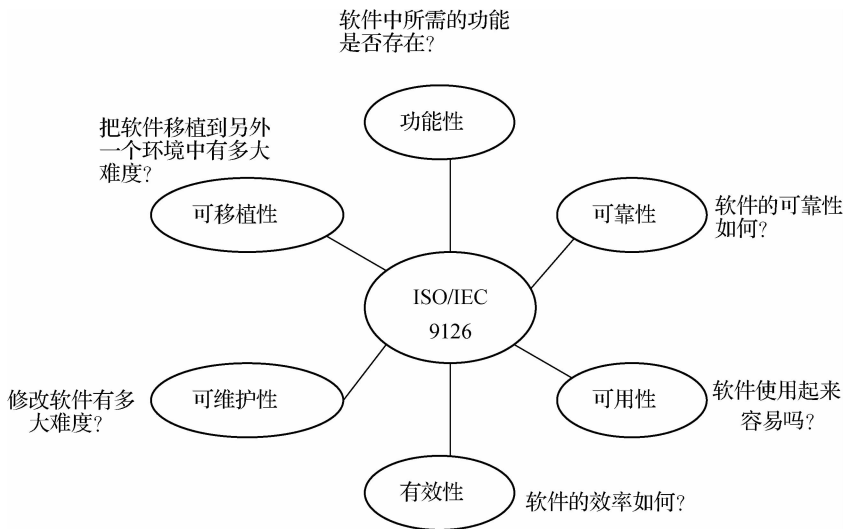 软件中所需的功能
是否存在?
功能性
把软件移植到另外
一个环境中有多大
难度?
可移植性
可靠性
软件的可靠性
如何?
ISO/IEC
9126
修改软件有多
大难度?
可维护性
可用性
软件使用起来
容易吗?
有效性
软件的效率如何?